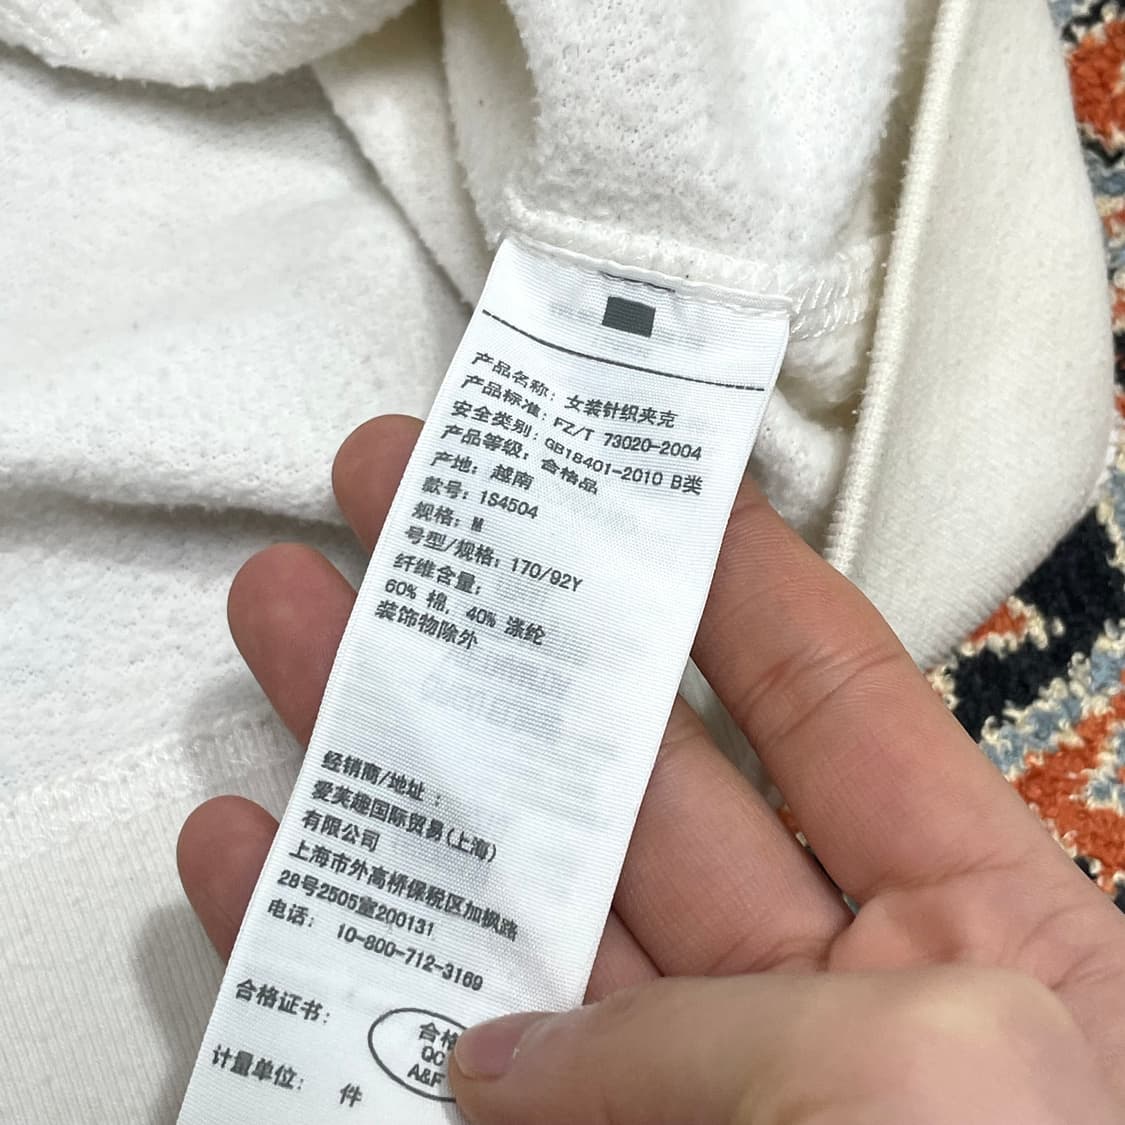 产品名称: 女装针织夹克
产品标准: FZ/T 73020-2004
安全类别: GB18401-2010 B类
产品等级: 合格品
产地: 越南
款号: 1S4504
规格: M
号型/规格: 170/92Y
纤维含量:
60% 棉, 40% 涤纶
装饰物除外
经销商/地址 :
爱芙趣国际贸易(上海)
有限公司
上海市外高桥保税区加枫路
28号2505室200131
电话: 10-800-712-3169
合格证书:
合格
QC
A&F
计量单位: 件